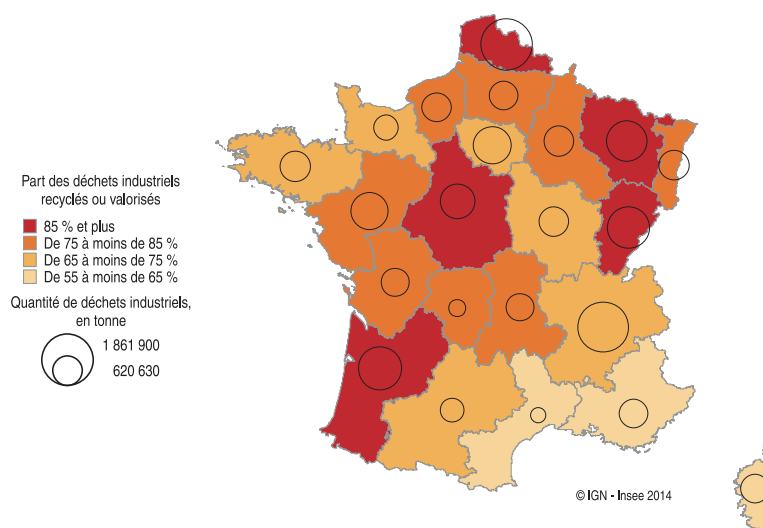 Part des déchets industriels
recyclés ou valorisés
85 % et plus
De 75 à moins de 85 %
De 65 à moins de 75 %
De 55 à moins de 65 %
Quantité de déchets industriels,
en tonne
1 861 900
620 630
© IGN - Insee 2014